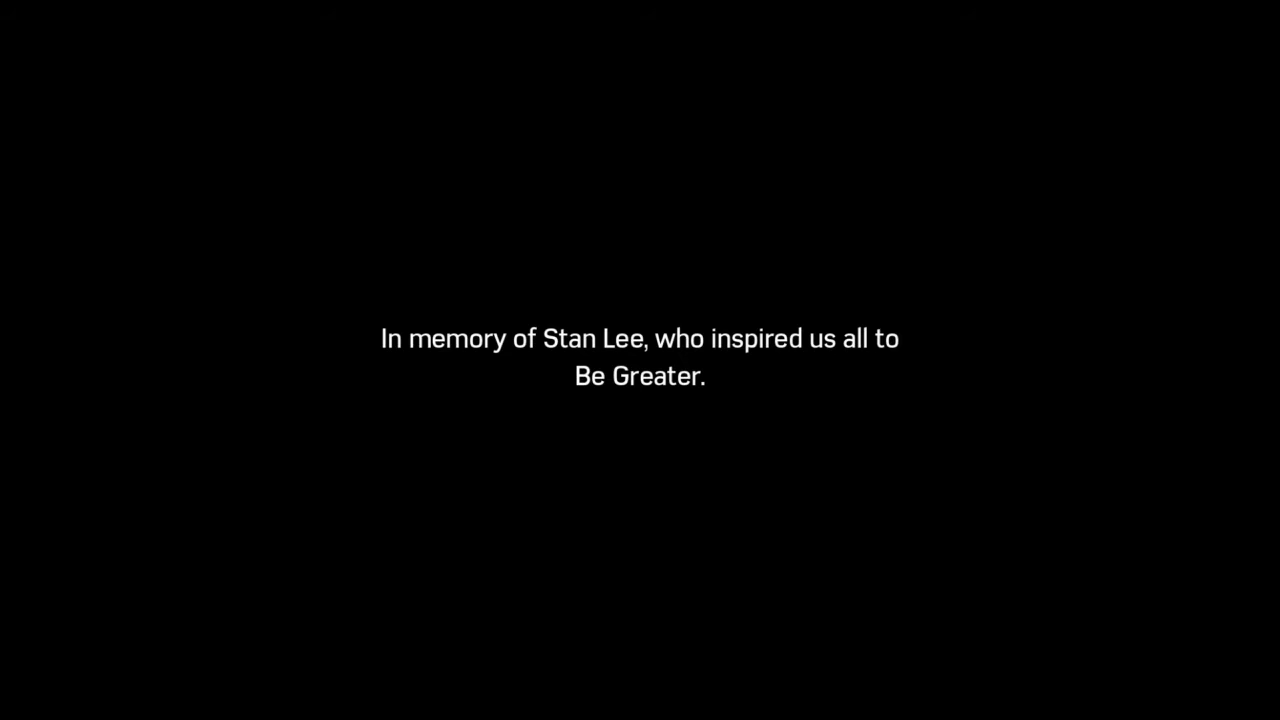 In memory of Stan Lee, who inspired us all to
Be Greater.